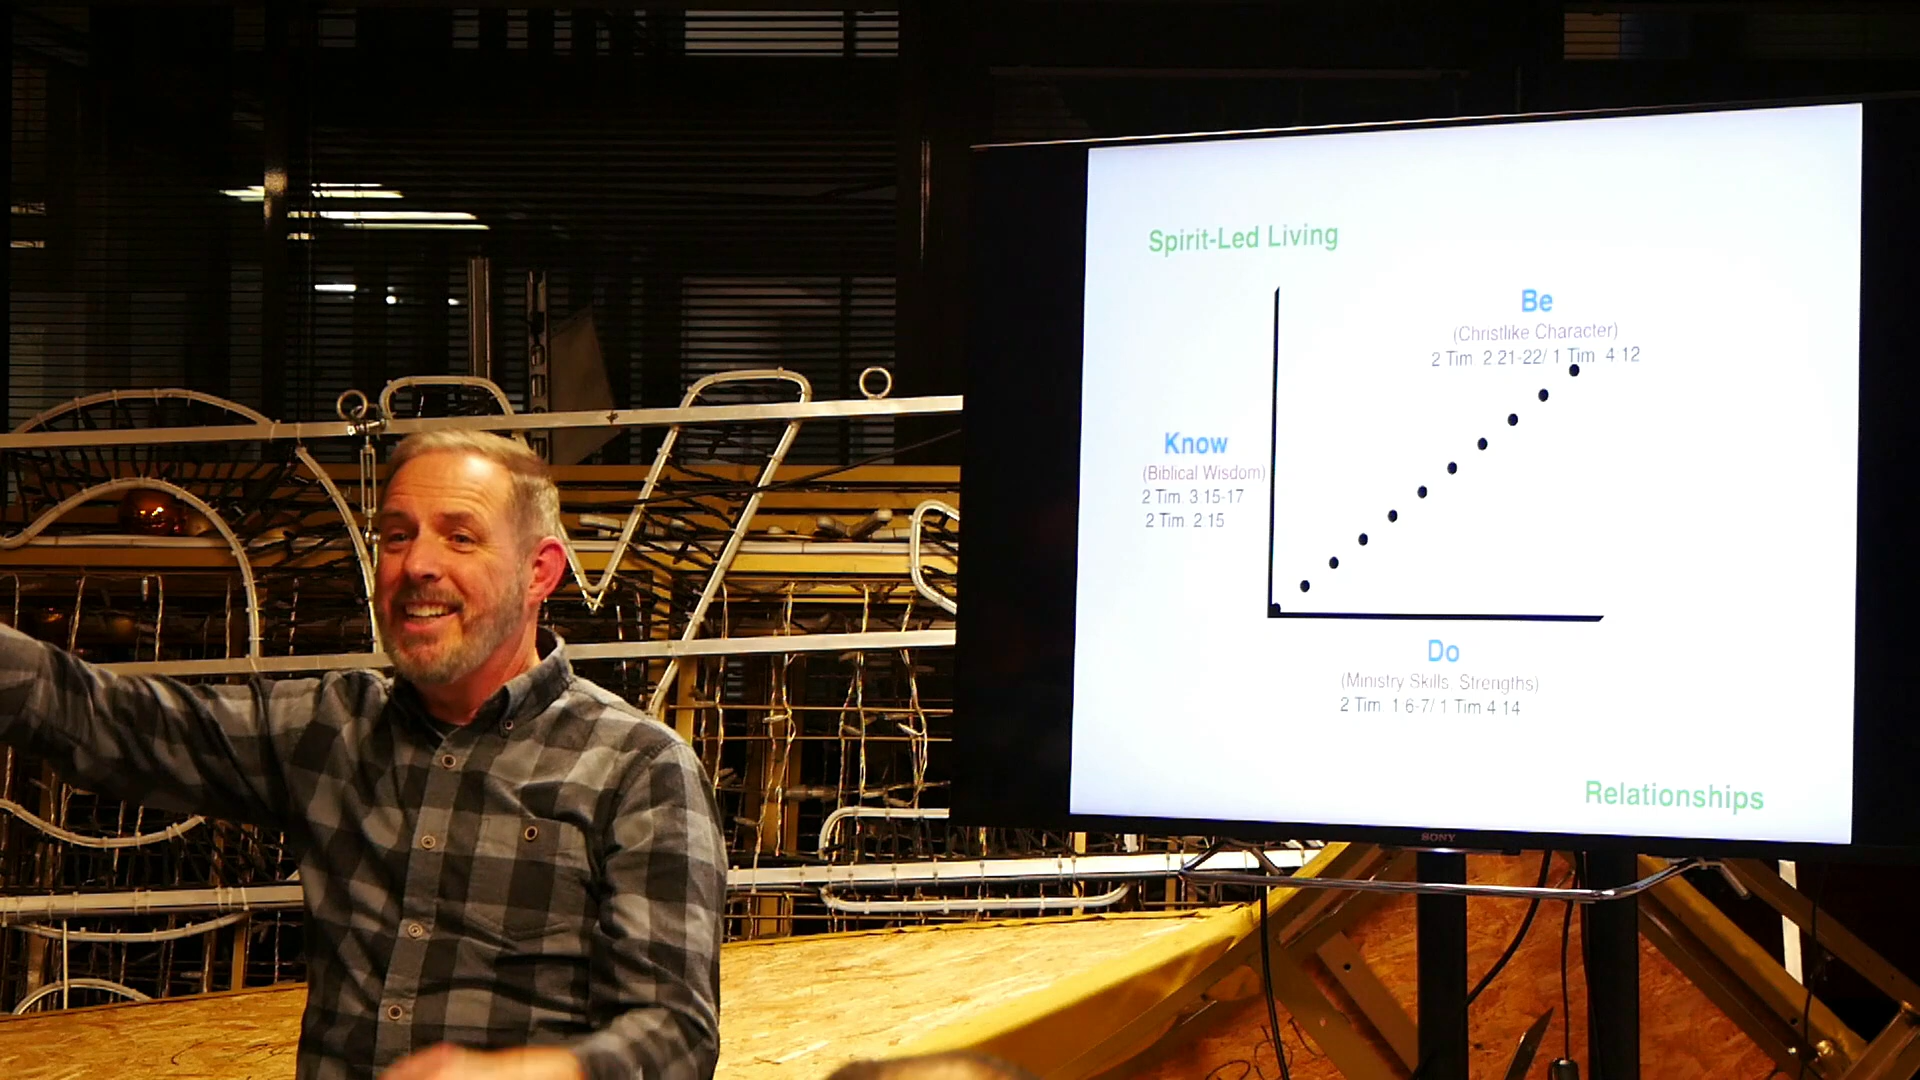 Spirit-Led Living
Be
(Christlike Character)
2 Tim. 2:21-22/ 1 Tim. 4:12
Know
(Biblical Wisdom)
2 Tim. 3:15-17
2 Tim. 2:15
Do
(Ministry Skills, Strengths)
2 Tim. 1:6-7/ 1 Tim 4:14
Relationships
SONY